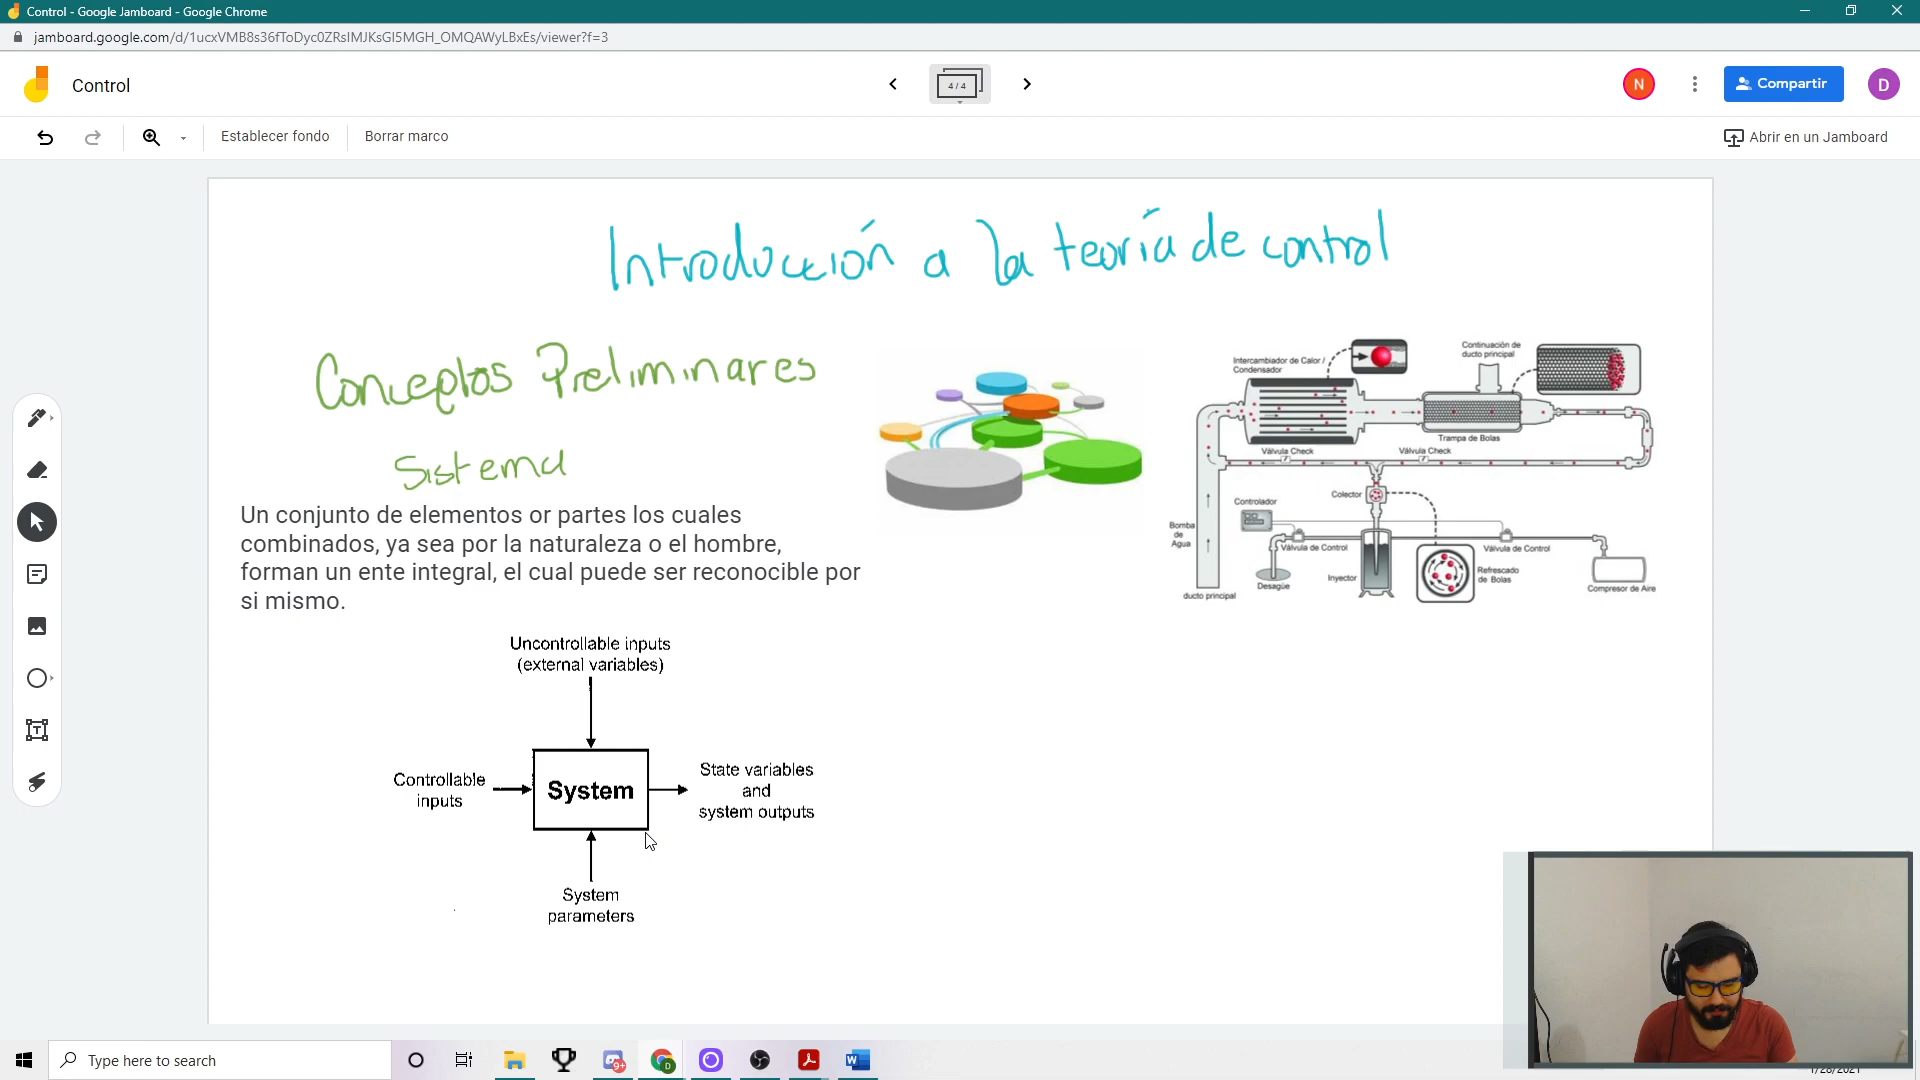 Control - Google Jamboard - Google Chrome
jamboard.google.com/d/1ucxVMB8s36fToDyc0ZRsIMJKsGI5MGH_OMQAWyLBxEs/viewer?f=3
Control
4 / 4
N
Compartir
D
Establecer fondo
Borrar marco
Abrir en un Jamboard
Introducción a la teoría de control
Conceptos Preliminares
Sistema
Un conjunto de elementos or partes los cuales
combinados, ya sea por la naturaleza o el hombre,
forman un ente integral, el cual puede ser reconocible por
si mismo.
Intercambiador de Calor /
Condensador
Continuación de
ducto principal
Trampa de Bolas
Válvula Check
Válvula Check
Colector
Controlador
Bomba
de
Agua
Válvula de Control
Válvula de Control
Inyector
Refrescado
de Bolas
Desagüe
Compresor de Aire
ducto principal
Uncontrollable inputs
(external variables)
Controllable
inputs
System
State variables
and
system outputs
System
parameters
Type here to search
9+
D
W
1/28/2021